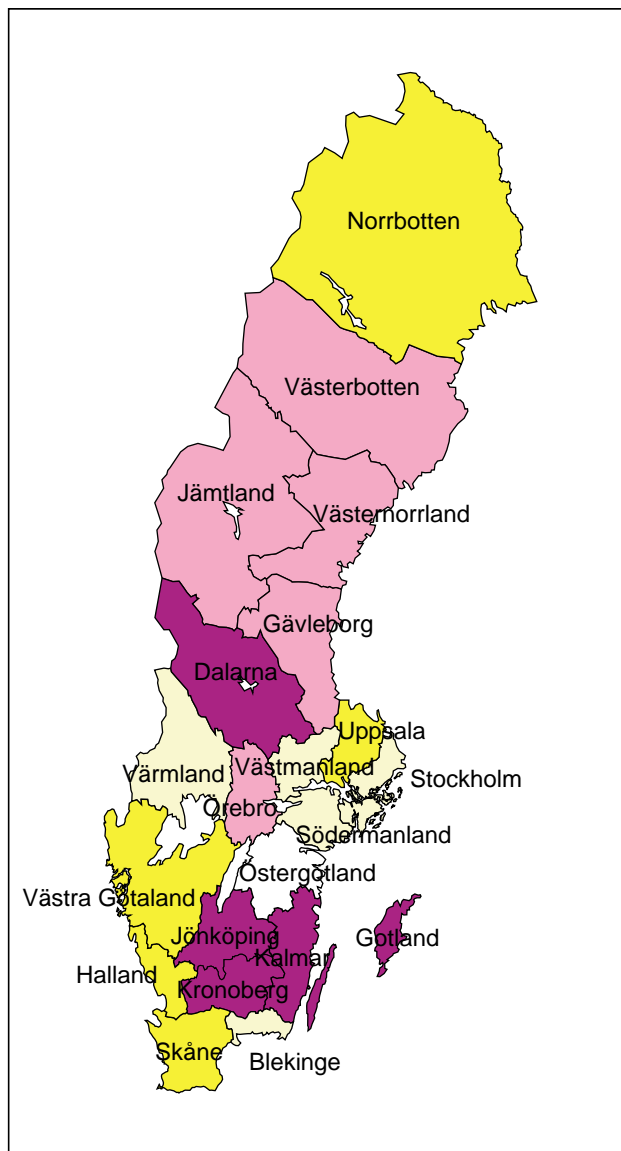 Norrbotten
Västerbotten
Jämtland
Västernorrland
Gävleborg
Dalarna
Uppsala
Värmland
Västmanland
Stockholm
Örebro
Södermanland
Östergötland
Västra Götaland
Jönköping
Gotland
Kalmar
Halland
Kronoberg
Skåne
Blekinge